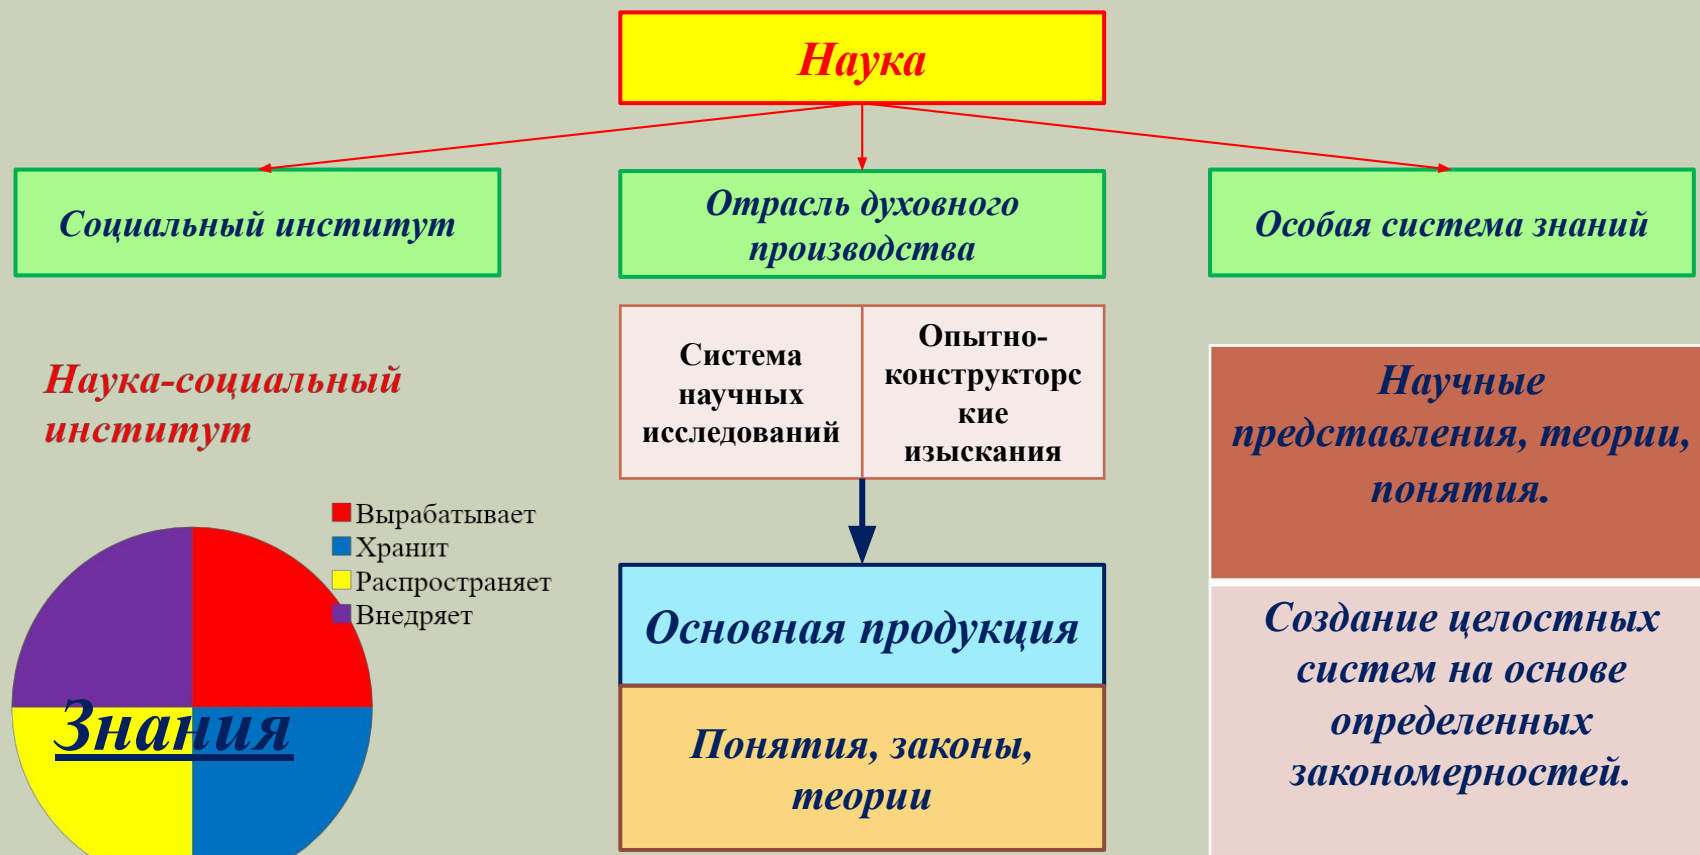 Наука
Социальный институт
Отрасль духовного
производства
Особая система знаний
Наука-социальный
институт
Вырабатывает
Хранит
Распространяет
Внедряет
Знания
Система
научных
исследований
Опытно-
конструкторс
кие
изыскания
Основная продукция
Понятия, законы,
теории
Научные
представления, теории,
понятия.
Создание целостных
систем на основе
определенных
закономерностей.